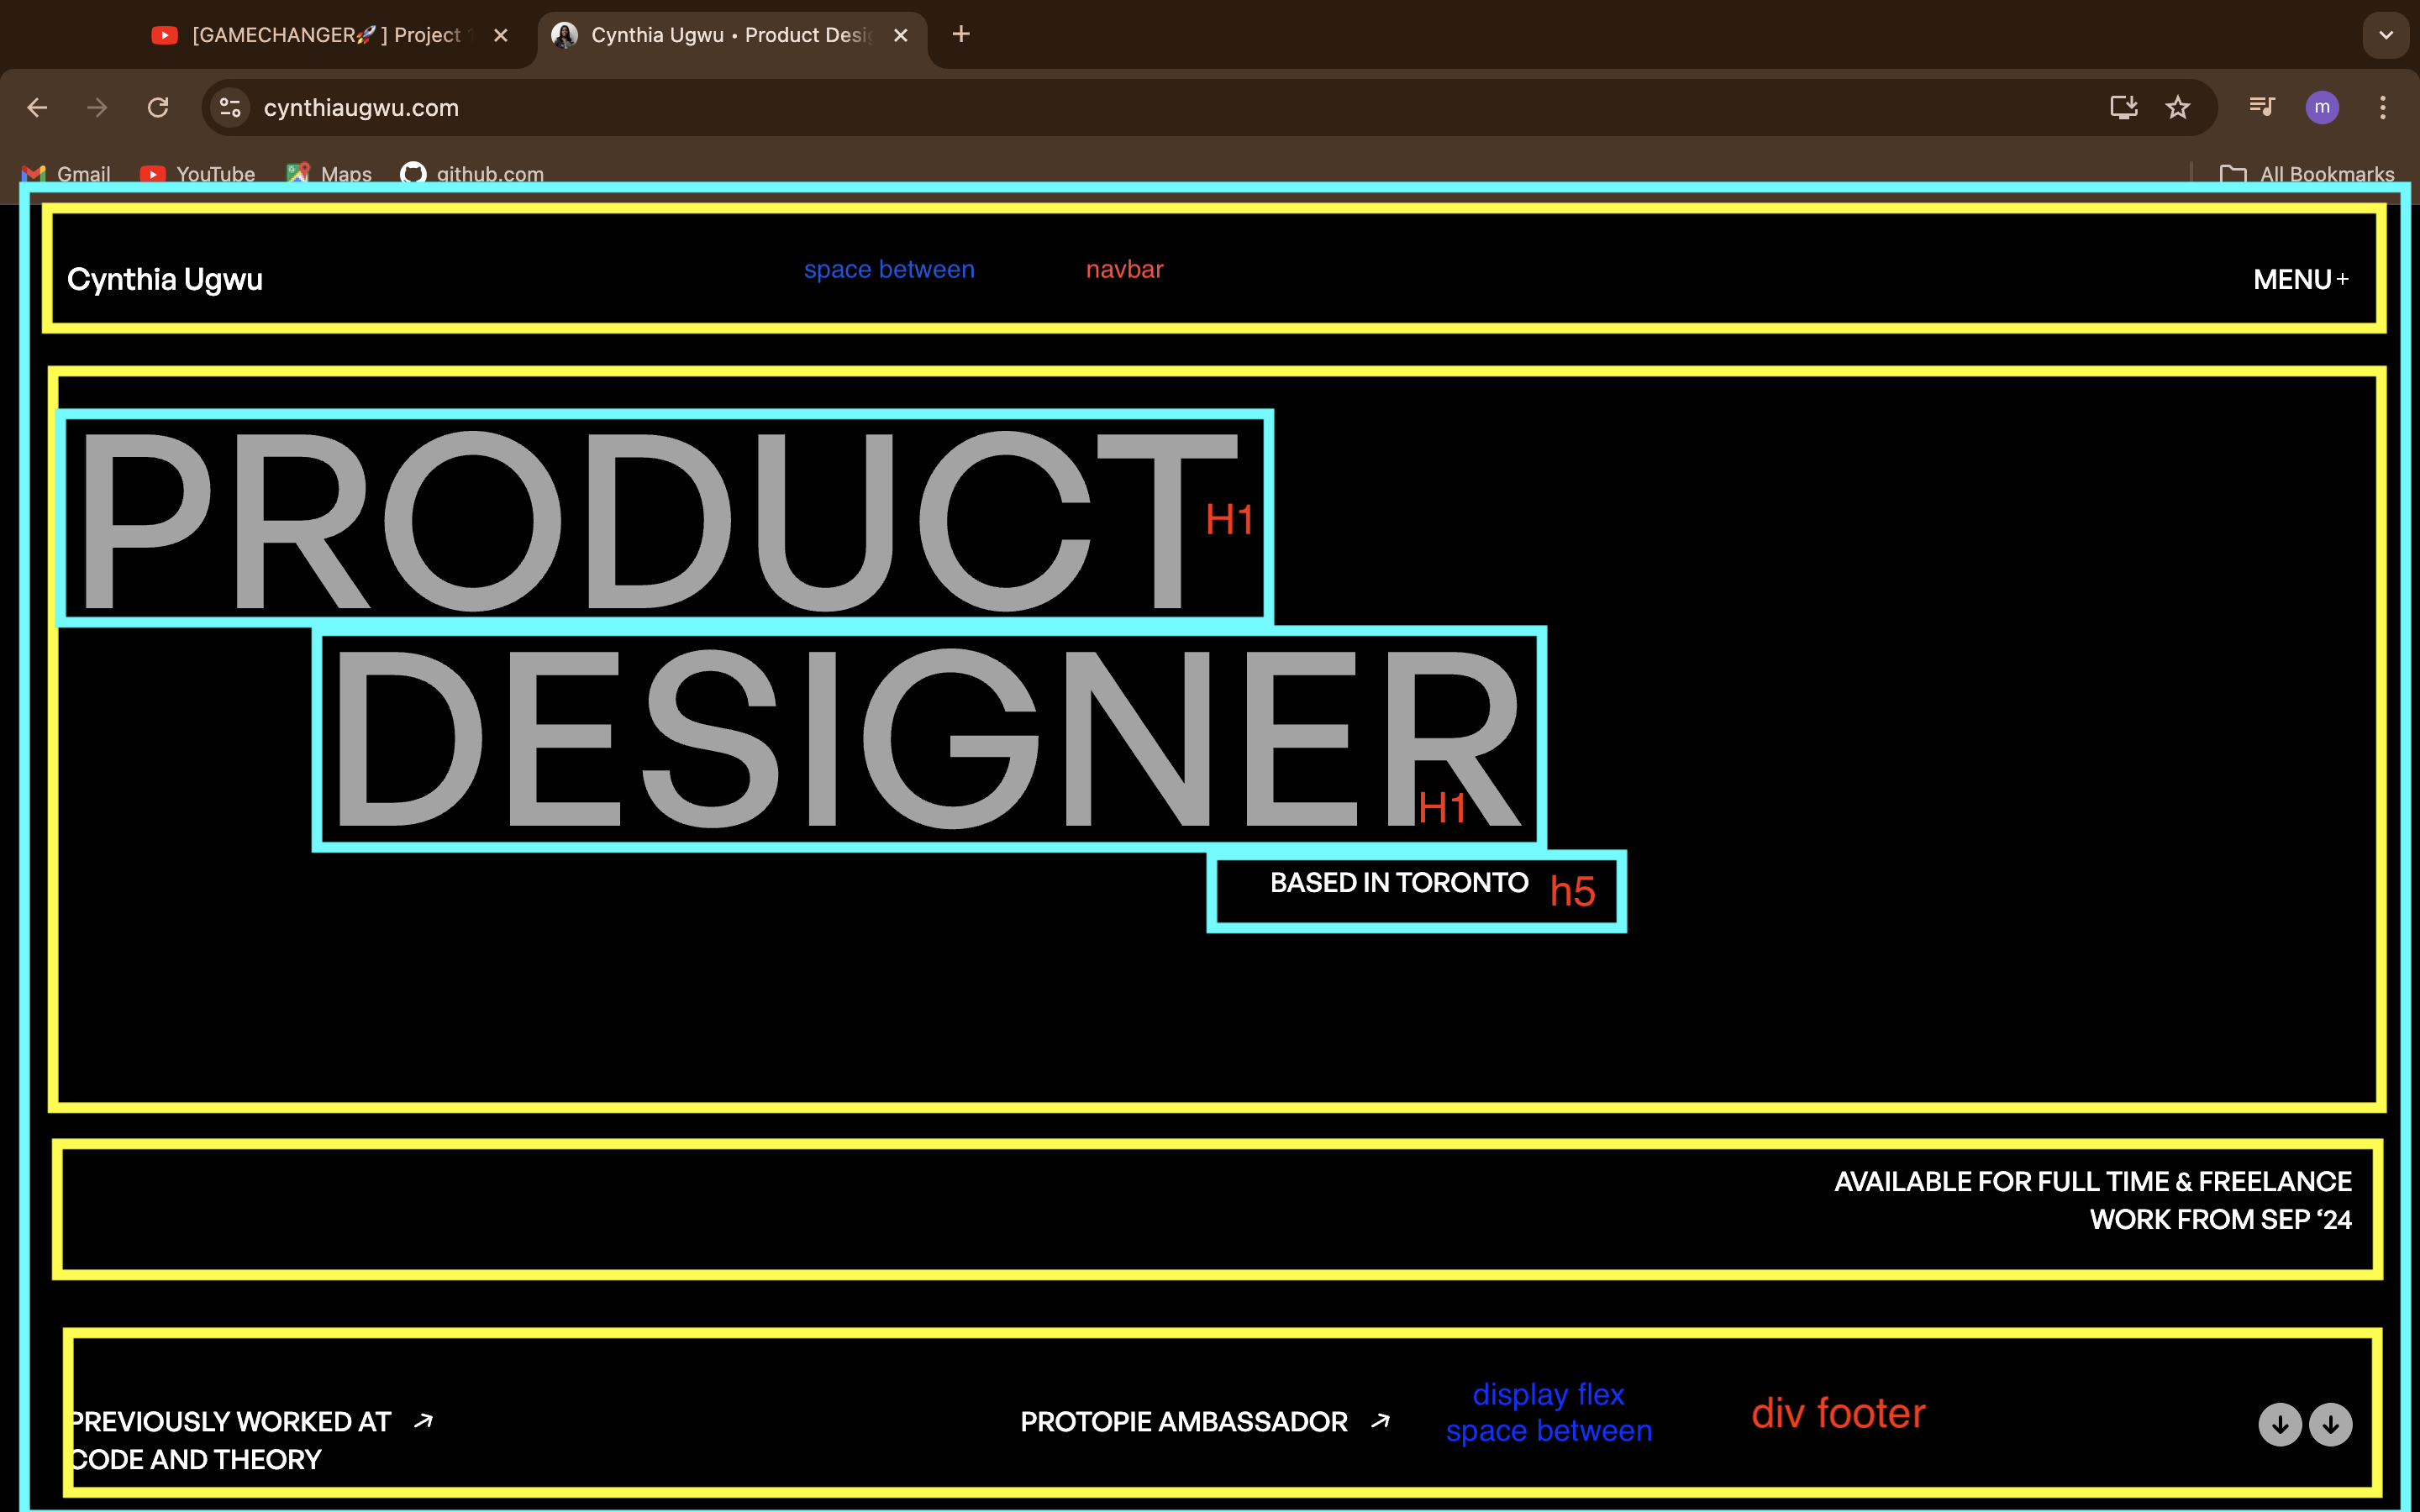 [GAMECHANGER🚀] Project
Cynthia Ugwu • Product Desi
cynthiaugwu.com
m
Gmail
YouTube
Maps
github.com
All Bookmarks
Cynthia Ugwu
space between
navbar
MENU+
PRODUCT
H1
DESIGNER
H1
BASED IN TORONTO
h5
AVAILABLE FOR FULL TIME & FREELANCE
WORK FROM SEP ‘24
PREVIOUSLY WORKED AT ↗
CODE AND THEORY
PROTOPIE AMBASSADOR ↗
display flex
space between
div footer